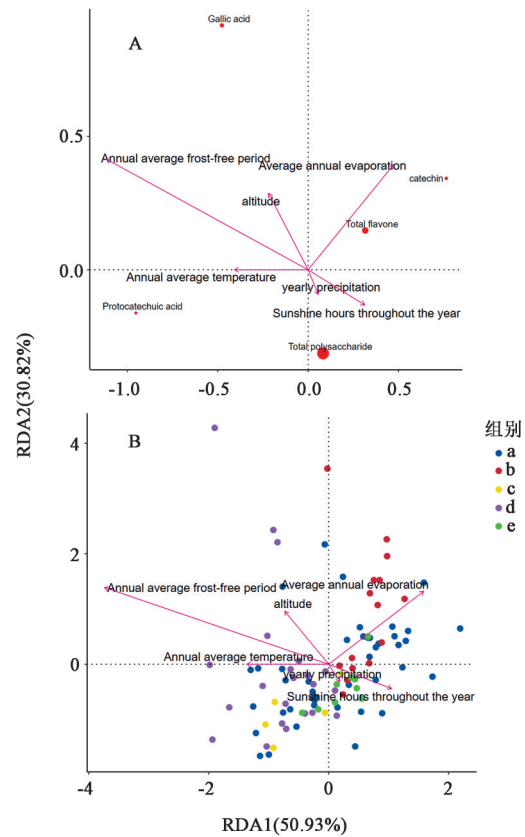 A
Gallic acid
Annual average frost-free period
Average annual evaporation
catechin
altitude
Total flavone
Annual average temperature
yearly precipitation
Protocatechuic acid
Sunshine hours throughout the year
Total polysaccharide
0.5
0.0
-1.0
-0.5
0.0
0.5
RDA2(30.82%)
B
组别
a
b
c
d
e
Annual average frost-free period
Average annual evaporation
altitude
Annual average temperature
yearly precipitation
Sunshine hours throughout the year
4
2
0
-4
-2
0
2
RDA1(50.93%)